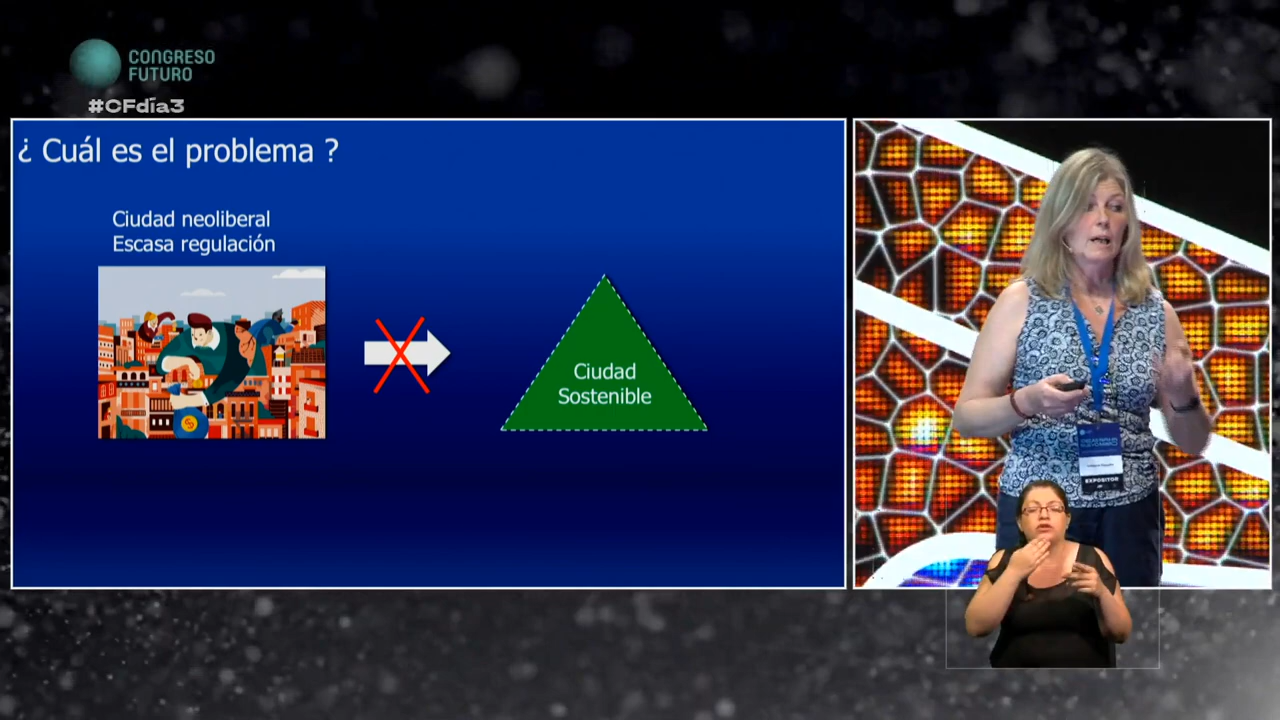 CONGRESO
FUTURO
#CFdía3
¿ Cuál es el problema ?
Ciudad neoliberal
Escasa regulación
$
Ciudad
Sostenible
EXPOSITOR